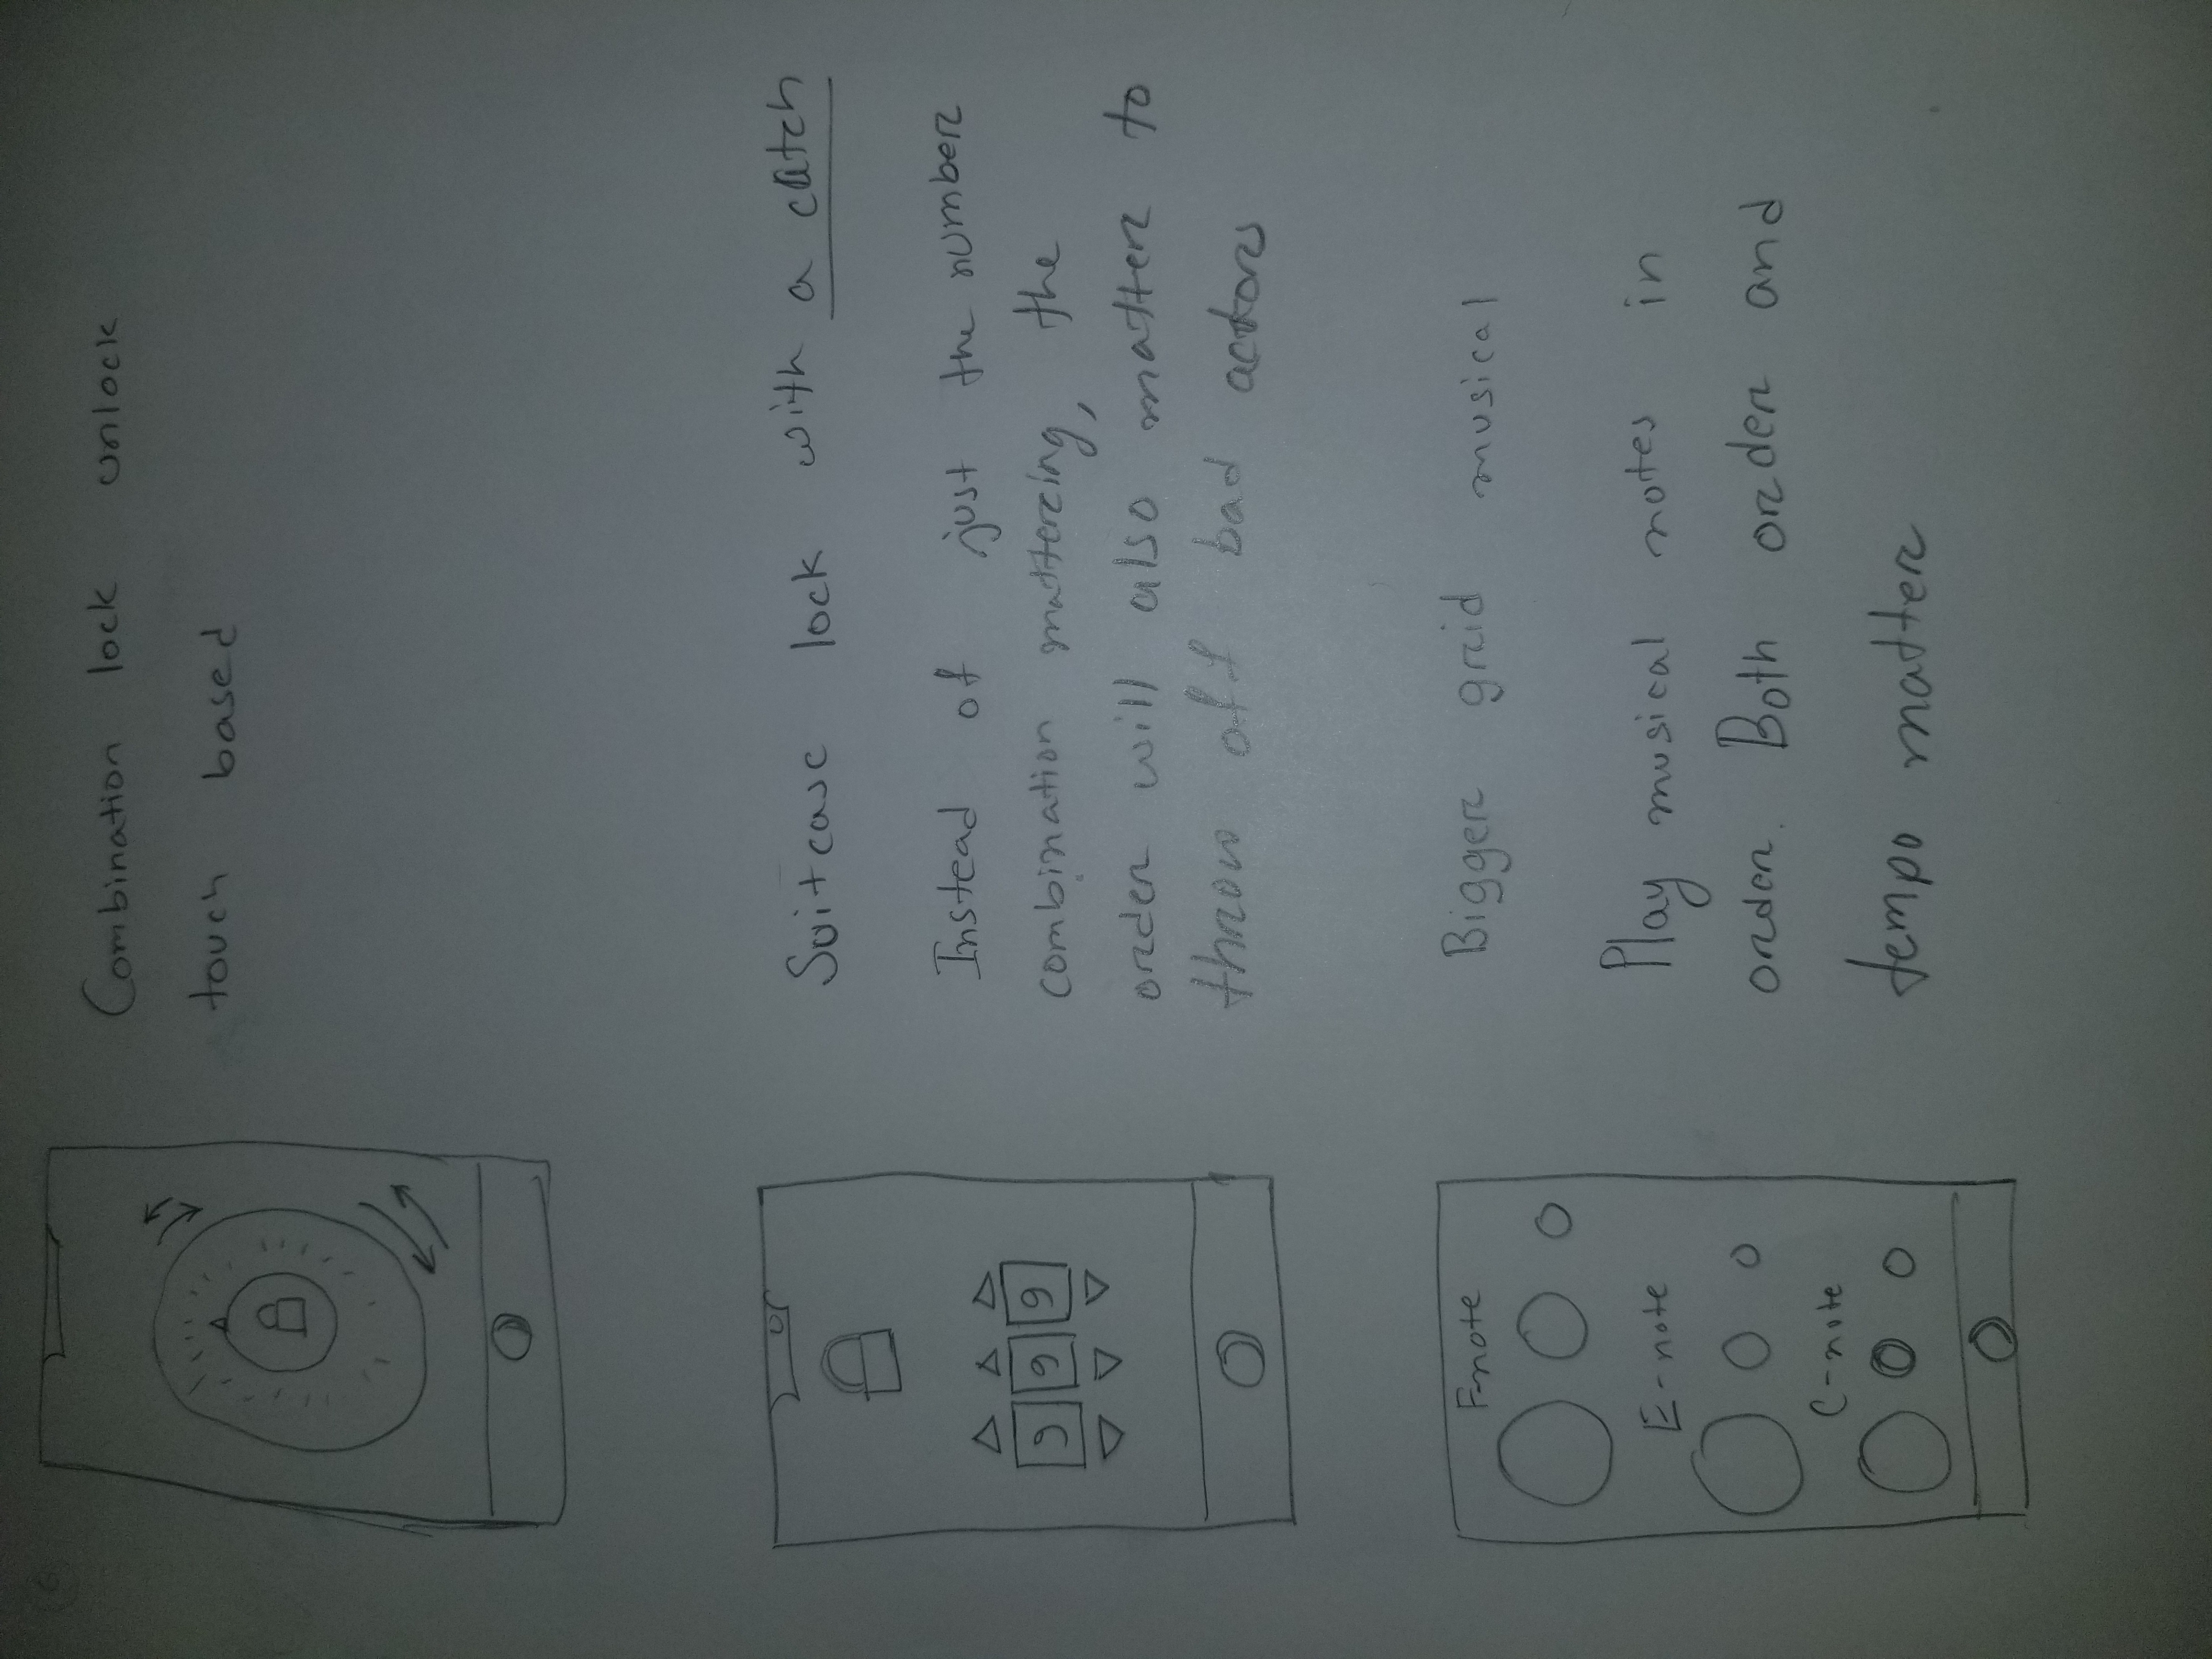 Combination lock unlock
touch based
9 9 9
Suitcase lock with a catch
Instead of just the number
combination mattering, the
order will also matter to
throw off bad actors
F-note
E-note
C-note
Bigger grid musical
Play musical notes in
order. Both order and
tempo matter